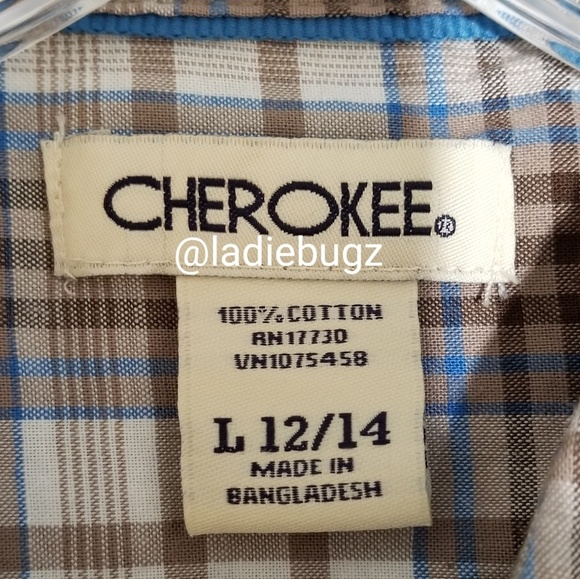 CHEROKEE®
@ladiebugz
100% COTTON
RN17730
VN1075458
L 12/14
MADE IN
BANGLADESH